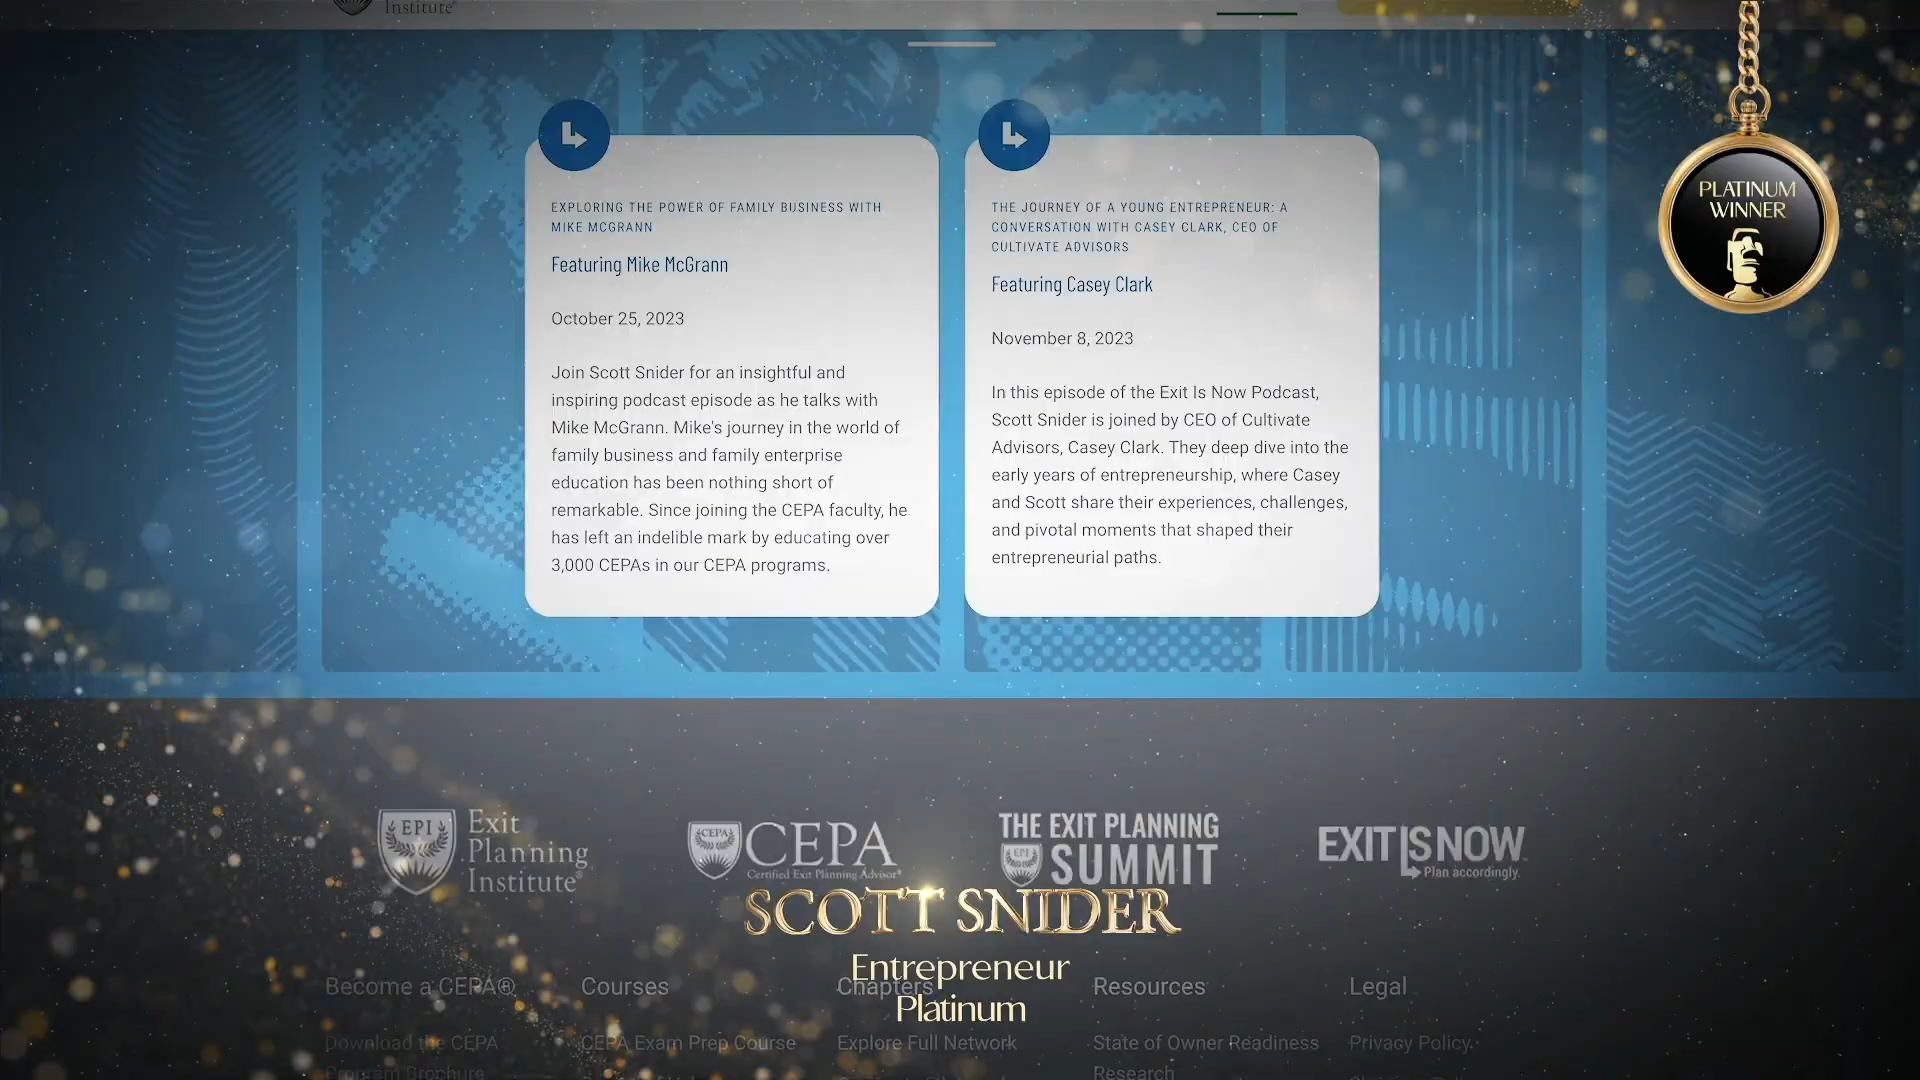 Institute®
PLATINUM
WINNER
EXPLORING THE POWER OF FAMILY BUSINESS WITH
MIKE MCGRANN
Featuring Mike McGrann
October 25, 2023
Join Scott Snider for an insightful and
inspiring podcast episode as he talks with
Mike McGrann. Mike's journey in the world of
family business and family enterprise
education has been nothing short of
remarkable. Since joining the CEPA faculty, he
has left an indelible mark by educating over
3,000 CEPAs in our CEPA programs.
THE JOURNEY OF A YOUNG ENTREPRENEUR: A
CONVERSATION WITH CASEY CLARK, CEO OF
CULTIVATE ADVISORS
Featuring Casey Clark
November 8, 2023
In this episode of the Exit Is Now Podcast,
Scott Snider is joined by CEO of Cultivate
Advisors, Casey Clark. They deep dive into the
early years of entrepreneurship, where Casey
and Scott share their experiences, challenges,
and pivotal moments that shaped their
entrepreneurial paths.
EPI
Exit
Planning
Institute®
CEPA
CEPA
Certified Exit Planning Advisor®
THE EXIT PLANNING
EPI
SUMMIT
EXIT IS NOW
Plan accordingly.
SCOTT SNIDER
Entrepreneur
Platinum
Become a CEPA®
Courses
Chapters
Resources
Legal
Download the CEPA
Program Brochure
CEPA Exam Prep Course
Explore Full Network
State of Owner Readiness
Research
Privacy Policy